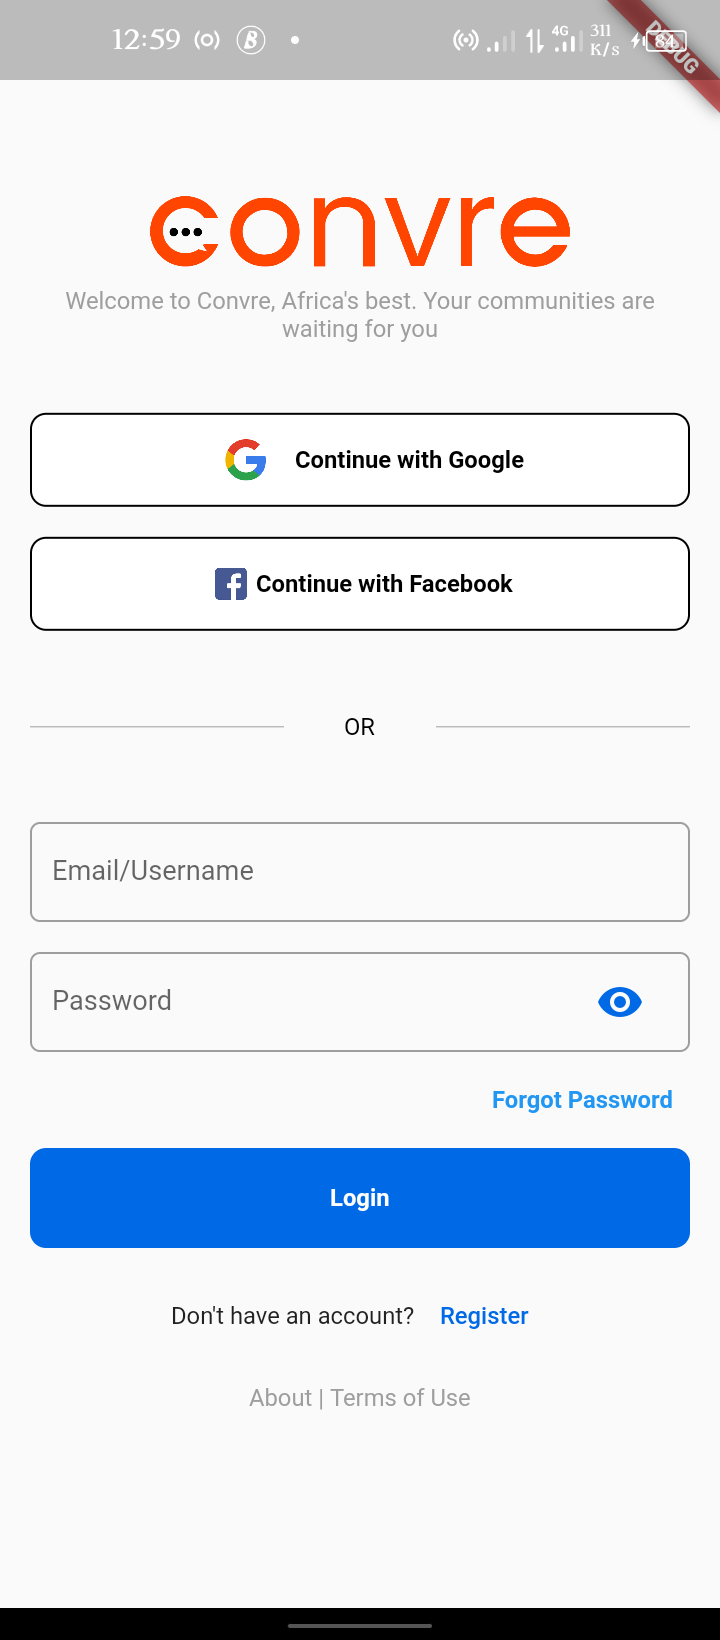 12:59
4G
311
K/s
84
DEBUG
convre
Welcome to Convre, Africa's best. Your communities are
waiting for you
Continue with Google
Continue with Facebook
OR
Email/Username
Password
Forgot Password
Login
Don't have an account? Register
About | Terms of Use